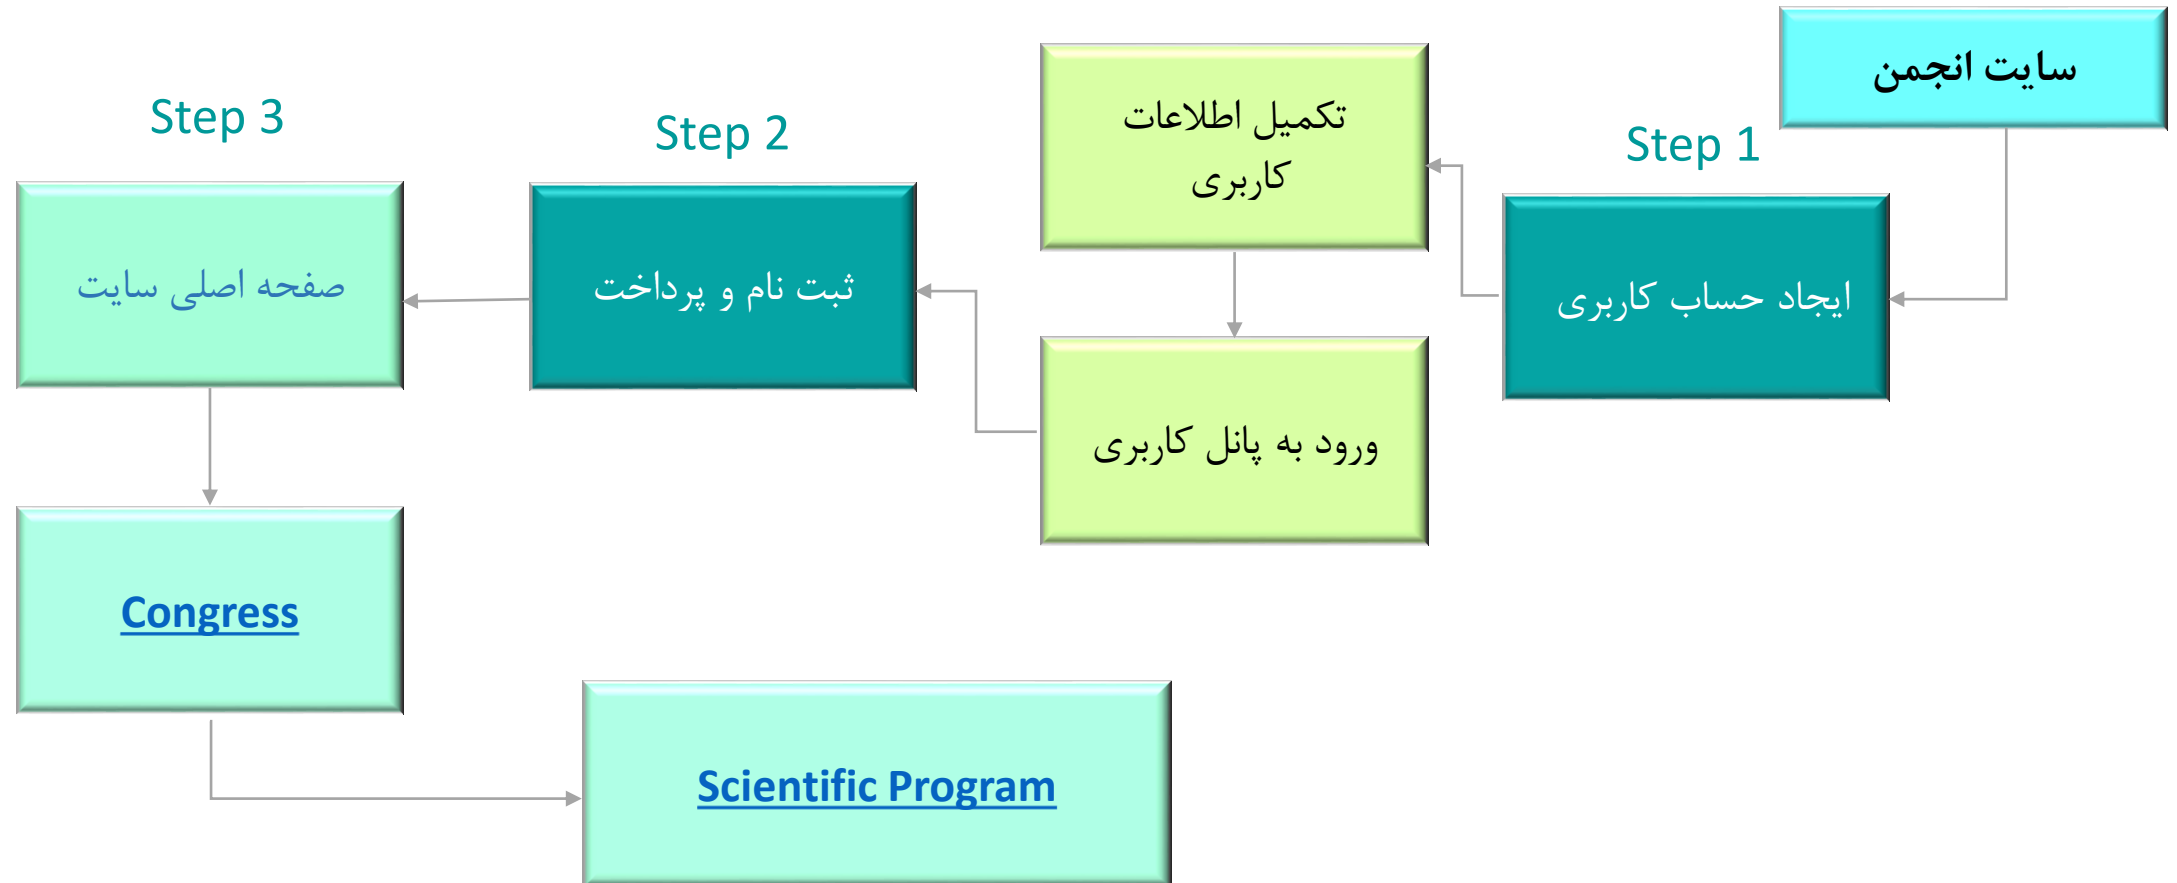 سایت انجمن
Step 1
ایجاد حساب کاربری
تکمیل اطلاعات
کاربری
ورود به پانل کاربری
Step 2
ثبت نام و پرداخت
Step 3
صفحه اصلی سایت
Congress
Scientific Program